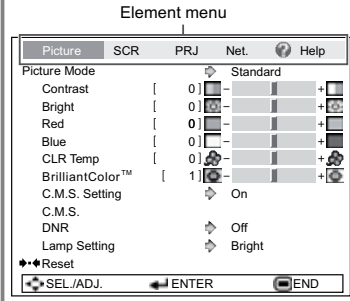 Element menu
Picture SCR PRJ Net. ? Help
Picture Mode Standard
Contrast [ 0] - +
Bright [ 0] - +
Red [ 0] - +
Blue [ 0] - +
CLR Temp [ 0] - +
BrilliantColor™ [ 1] - +
C.M.S. Setting On
C.M.S.
DNR Off
Lamp Setting Bright
Reset
SEL./ADJ. ENTER END